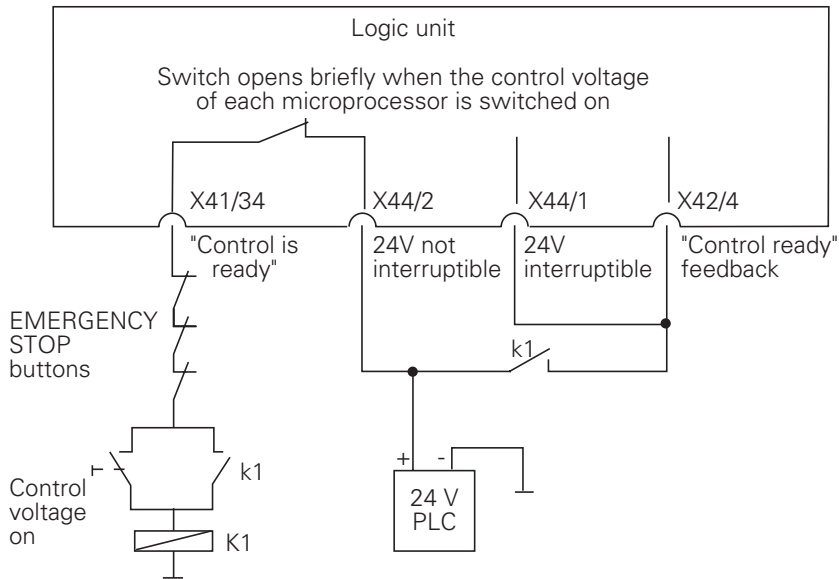 Logic unit
Switch opens briefly when the control voltage
of each microprocessor is switched on
X41/34
X44/2
X44/1
X42/4
"Control is
ready"
24V not
interruptible
24V
interruptible
"Control ready"
feedback
EMERGENCY
STOP
buttons
k1
+ -
24 V
PLC
Control
voltage
on
k1
K1